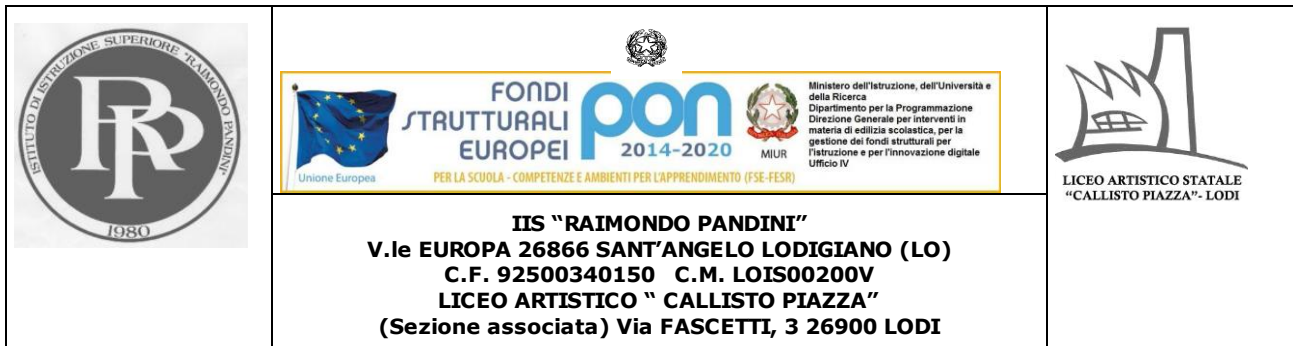 ISTITUTO DI ISTRUZIONE SUPERIORE "RAIMONDO PANDINI"
RP
1980
Unione Europea
FONDI
STRUTTURALI
EUROPEI
pon
2014-2020
MIUR
Ministero dell'Istruzione, dell'Università e
della Ricerca
Dipartimento per la Programmazione
Direzione Generale per interventi in
materia di edilizia scolastica, per la
gestione dei fondi strutturali per
l'istruzione e per l'innovazione digitale
Ufficio IV
PER LA SCUOLA - COMPETENZE E AMBIENTI PER L'APPRENDIMENTO (FSE-FESR)
IIS "RAIMONDO PANDINI"
V.le EUROPA 26866 SANT'ANGELO LODIGIANO (LO)
C.F. 92500340150 C.M. LOIS00200V
LICEO ARTISTICO " CALLISTO PIAZZA"
(Sezione associata) Via FASCETTI, 3 26900 LODI
LICEO ARTISTICO STATALE
"CALLISTO PIAZZA"- LODI